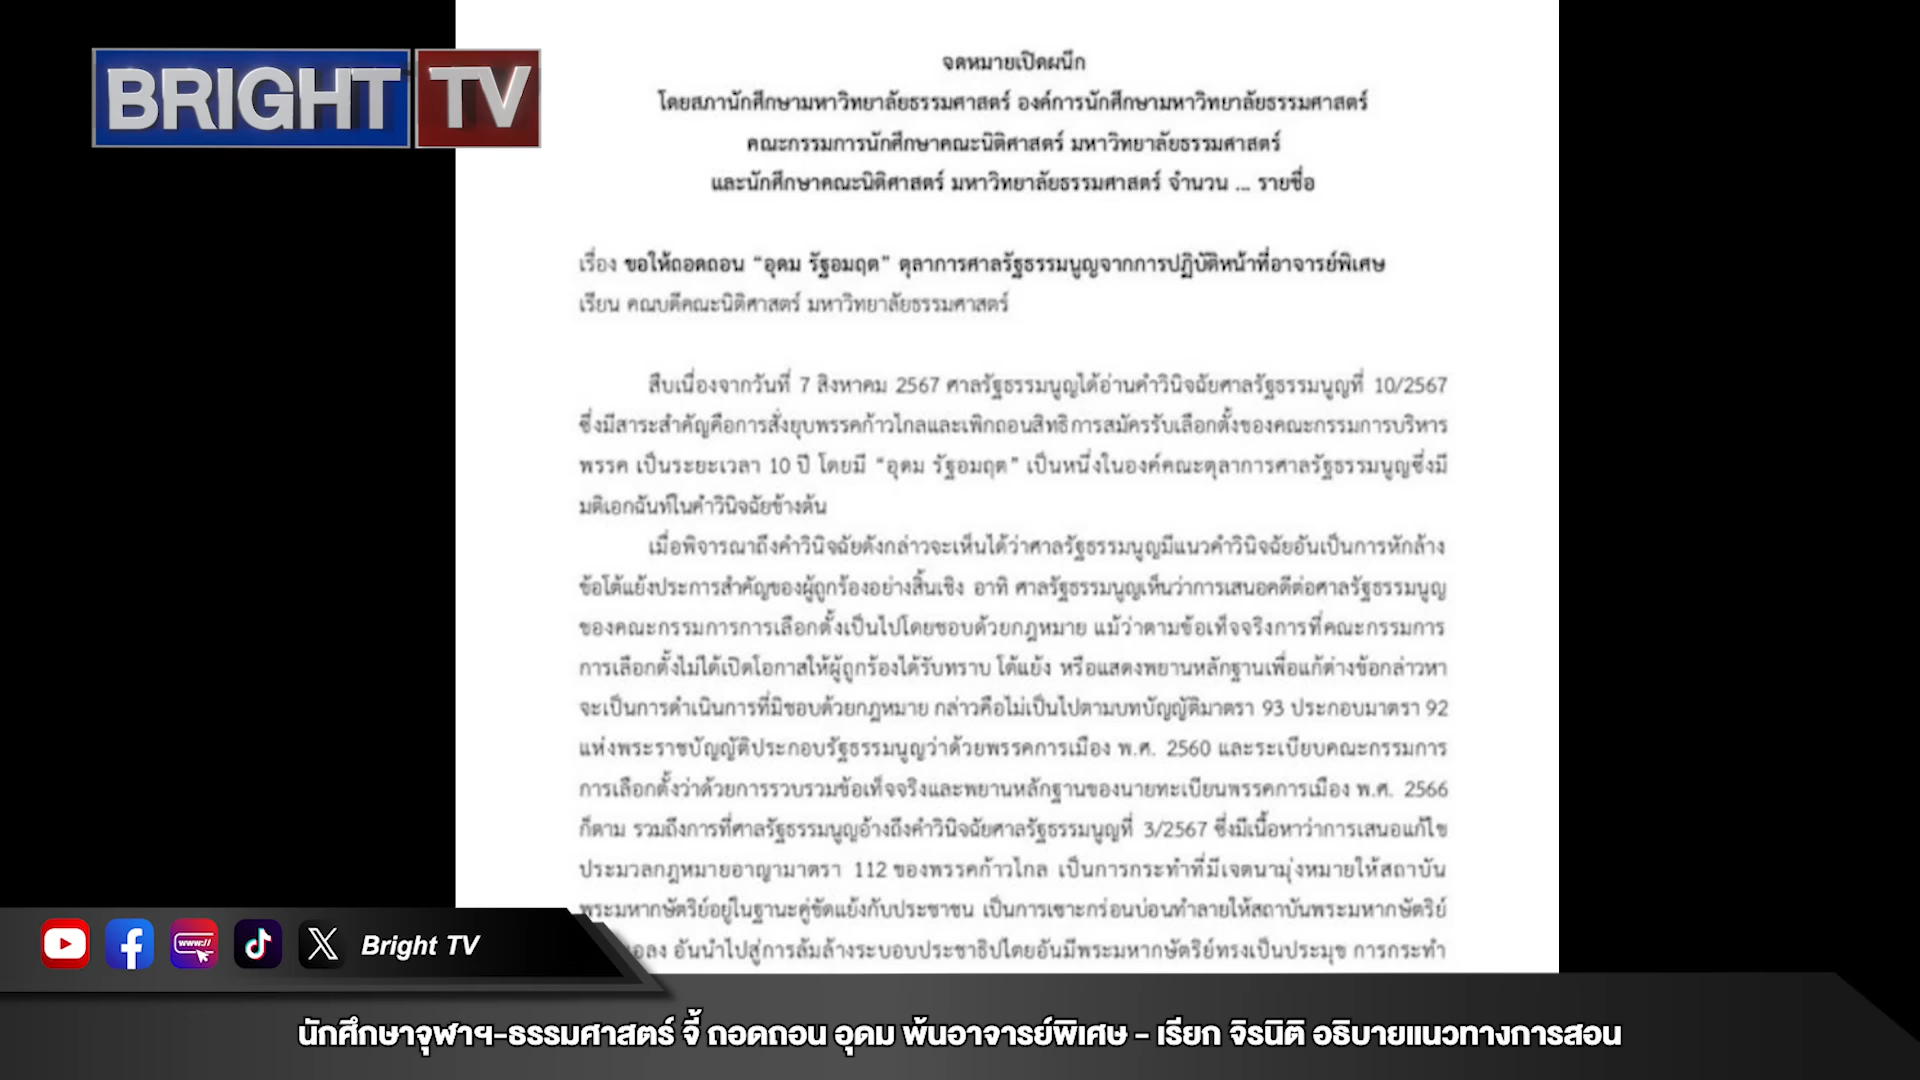 BRIGHT TV
จดหมายเปิดผนึก
โดยสภานักศึกษามหาวิทยาลัยธรรมศาสตร์ องค์การนักศึกษามหาวิทยาลัยธรรมศาสตร์
คณะกรรมการนักศึกษาคณะนิติศาสตร์ มหาวิทยาลัยธรรมศาสตร์
และนักศึกษาคณะนิติศาสตร์ มหาวิทยาลัยธรรมศาสตร์ จำนวน ... รายชื่อ
เรื่อง ขอให้ถอดถอน “อุดม รัฐอมฤต” ตุลาการศาลรัฐธรรมนูญจากการปฏิบัติหน้าที่อาจารย์พิเศษ
เรียน คณบดีคณะนิติศาสตร์ มหาวิทยาลัยธรรมศาสตร์
สืบเนื่องจากวันที่ 7 สิงหาคม 2567 ศาลรัฐธรรมนูญได้อ่านคำวินิจฉัยศาลรัฐธรรมนูญที่ 10/2567
ซึ่งมีสาระสำคัญคือการสั่งยุบพรรคก้าวไกลและเพิกถอนสิทธิการสมัครรับเลือกตั้งของคณะกรรมการบริหาร
พรรค เป็นระยะเวลา 10 ปี โดยมี “อุดม รัฐอมฤต” เป็นหนึ่งในองค์คณะตุลาการศาลรัฐธรรมนูญซึ่งมี
มติเอกฉันท์ในคำวินิจฉัยข้างต้น
เมื่อพิจารณาถึงคำวินิจฉัยดังกล่าวจะเห็นได้ว่าศาลรัฐธรรมนูญมีแนวคำวินิจฉัยอันเป็นการหักล้าง
ข้อโต้แย้งประการสำคัญของผู้ถูกร้องอย่างสิ้นเชิง อาทิ ศาลรัฐธรรมนูญเห็นว่าการเสนอคดีต่อศาลรัฐธรรมนูญ
ของคณะกรรมการการเลือกตั้งเป็นไปโดยชอบด้วยกฎหมาย แม้ว่าตามข้อเท็จจริงการที่คณะกรรมการ
การเลือกตั้งไม่ได้เปิดโอกาสให้ผู้ถูกร้องได้รับทราบ โต้แย้ง หรือแสดงพยานหลักฐานเพื่อแก้ต่างข้อกล่าวหา
จะเป็นการดำเนินการที่มิชอบด้วยกฎหมาย กล่าวคือไม่เป็นไปตามบทบัญญัติมาตรา 93 ประกอบมาตรา 92
แห่งพระราชบัญญัติประกอบรัฐธรรมนูญว่าด้วยพรรคการเมือง พ.ศ. 2560 และระเบียบคณะกรรมการ
การเลือกตั้งว่าด้วยการรวบรวมข้อเท็จจริงและพยานหลักฐานของนายทะเบียนพรรคการเมือง พ.ศ. 2566
ก็ตาม รวมถึงการที่ศาลรัฐธรรมนูญอ้างถึงคำวินิจฉัยศาลรัฐธรรมนูญที่ 3/2567 ซึ่งมีเนื้อหาว่าการเสนอแก้ไข
ประมวลกฎหมายอาญามาตรา 112 ของพรรคก้าวไกล เป็นการกระทำที่มีเจตนามุ่งหมายให้สถาบัน
พระมหากษัตริย์อยู่ในฐานะคู่ขัดแย้งกับประชาชน เป็นการเซาะกร่อนบ่อนทำลายให้สถาบันพระมหากษัตริย์
ลง อันนำไปสู่การล้มล้างระบอบประชาธิปไตยอันมีพระมหากษัตริย์ทรงเป็นประมุข การกระทำ
www:// Bright TV
นักศึกษาจุฬาฯ-ธรรมศาสตร์ จี้ ถอดถอน อุดม พ้นอาจารย์พิเศษ - เรียก จิรนิติ อธิบายแนวทางการสอน